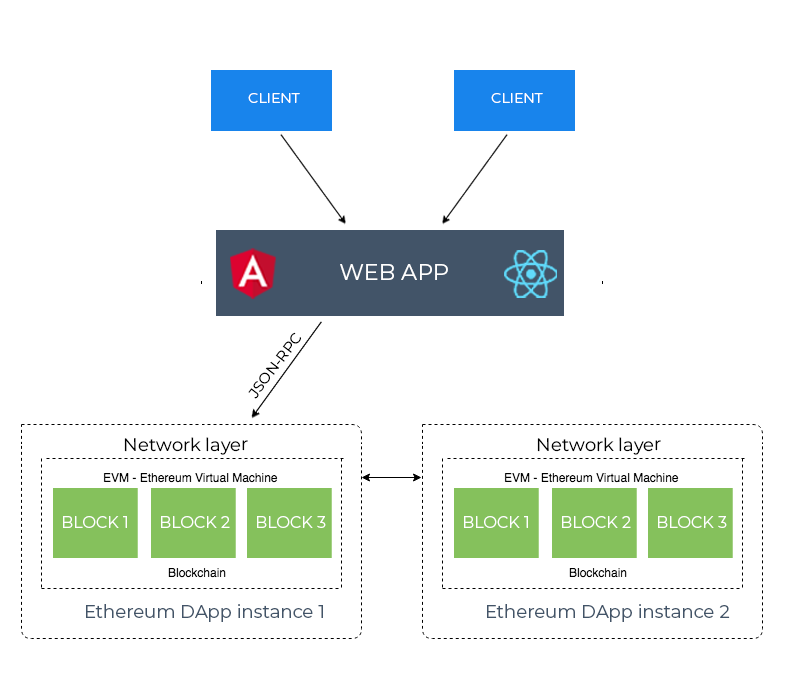 CLIENT
CLIENT
A
WEB APP
JSON-RPC
Network layer
EVM - Ethereum Virtual Machine
BLOCK 1
BLOCK 2
BLOCK 3
Blockchain
Ethereum DApp instance 1
Network layer
EVM - Ethereum Virtual Machine
BLOCK 1
BLOCK 2
BLOCK 3
Blockchain
Ethereum DApp instance 2